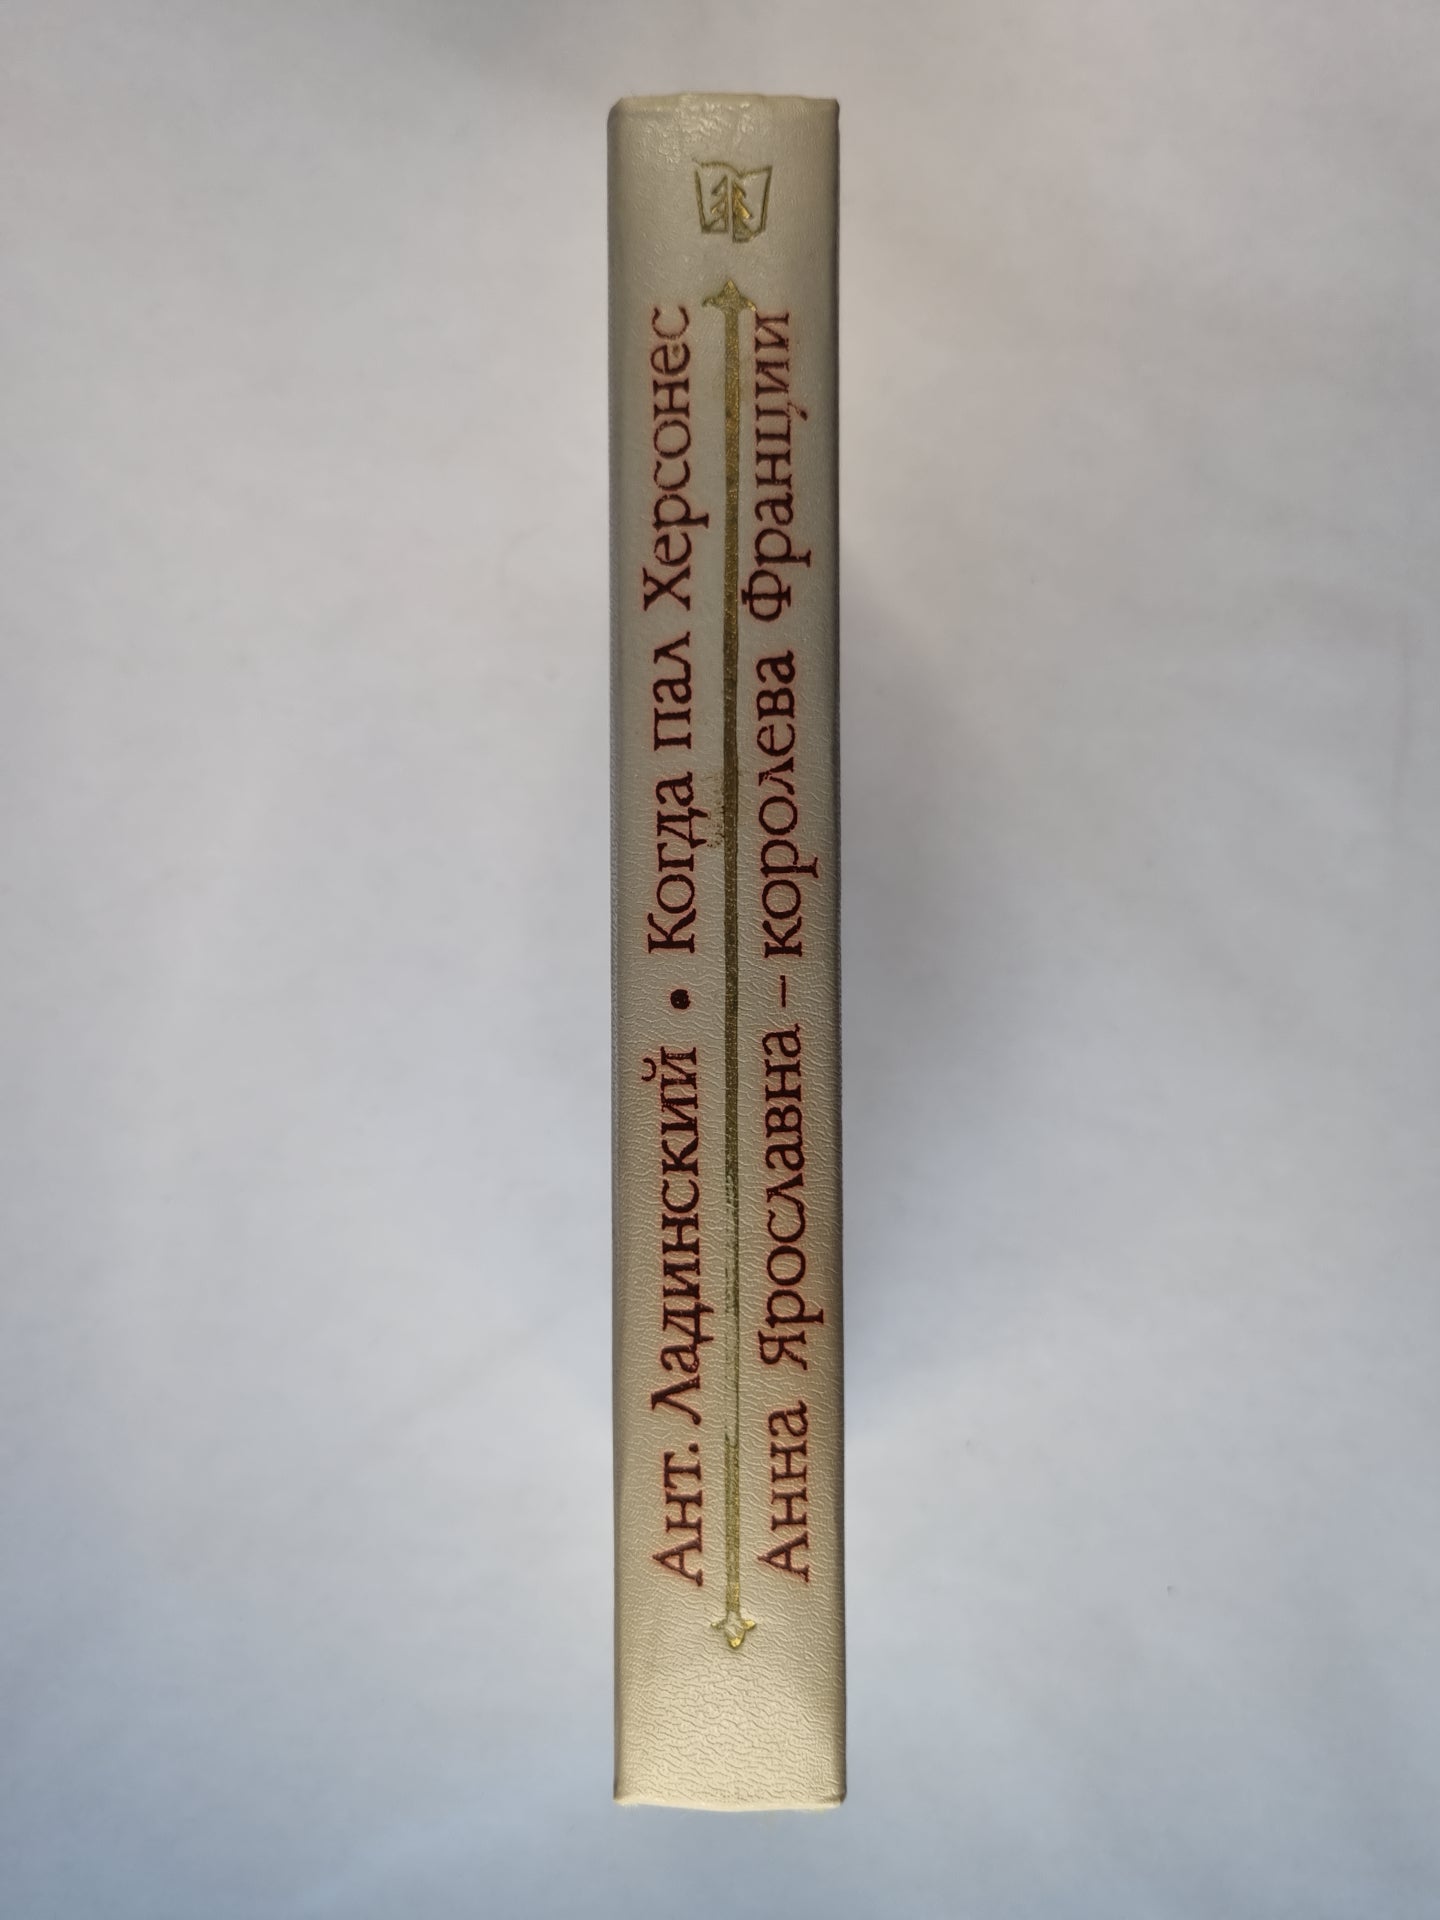 Ант. Ладинский • Когда пал Херсонес
Анна Ярославна – королева Франции